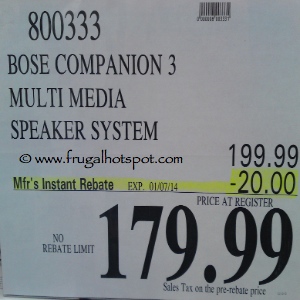 800333
BOSE COMPANION 3
MULTI MEDIA
SPEAKER SYSTEM
© www.frugalhotspot.com
199.99
Mfr's Instant Rebate EXP. 01/07/14 -20.00
PRICE AT REGISTER
NO
REBATE LIMIT
179.99
Sales Tax on the pre-rebate price